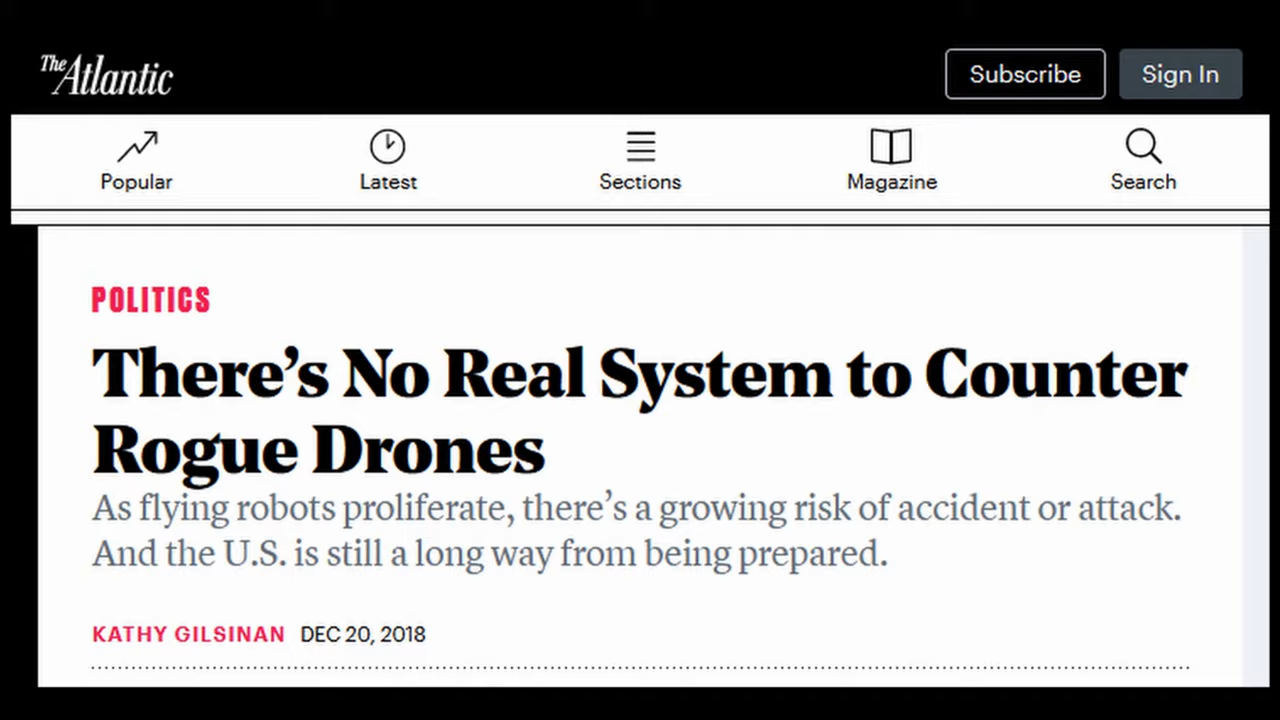 The Atlantic
Subscribe
Sign In
Popular
Latest
Sections
Magazine
Search
POLITICS
There’s No Real System to Counter
Rogue Drones
As flying robots proliferate, there’s a growing risk of accident or attack.
And the U.S. is still a long way from being prepared.
KATHY GILSINAN DEC 20, 2018